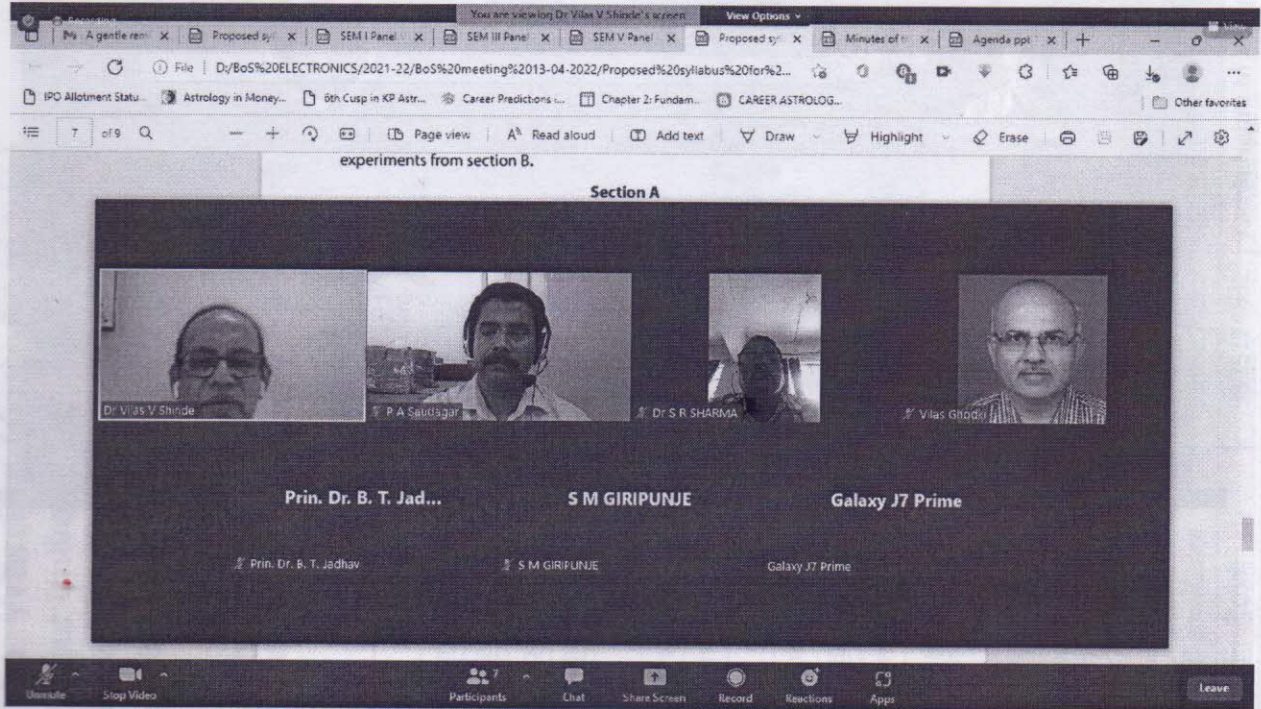 You are viewing Dr Vilas V Shinde's screen View Options
Recording View
A gentle rem Proposed sy SEM I Panel SEM III Panel SEM V Panel Proposed sy Minutes of Agenda ppt
File D:/BoS%20ELECTRONICS/2021-22/BoS%20meeting%2013-04-2022/Proposed%20syllabus%20for%2...
IPO Allotment Statu... Astrology in Money... 6th Cusp in KP Astr... Career Predictions i... Chapter 2: Fundam... CAREER ASTROLOG... Other favorites
7 of 9 Page view Read aloud Add text Draw Highlight Erase
experiments from section B.
Section A
Dr Vilas V Shinde P A Saudagar Dr S R SHARMA Vilas Ghodki
Prin. Dr. B. T. Jad... S M GIRIPUNJE Galaxy J7 Prime
Prin. Dr. B. T. Jadhav S M GIRIPUNJE Galaxy J7 Prime
7
Unmute Stop Video Participants Chat Share Screen Record Reactions Apps Leave